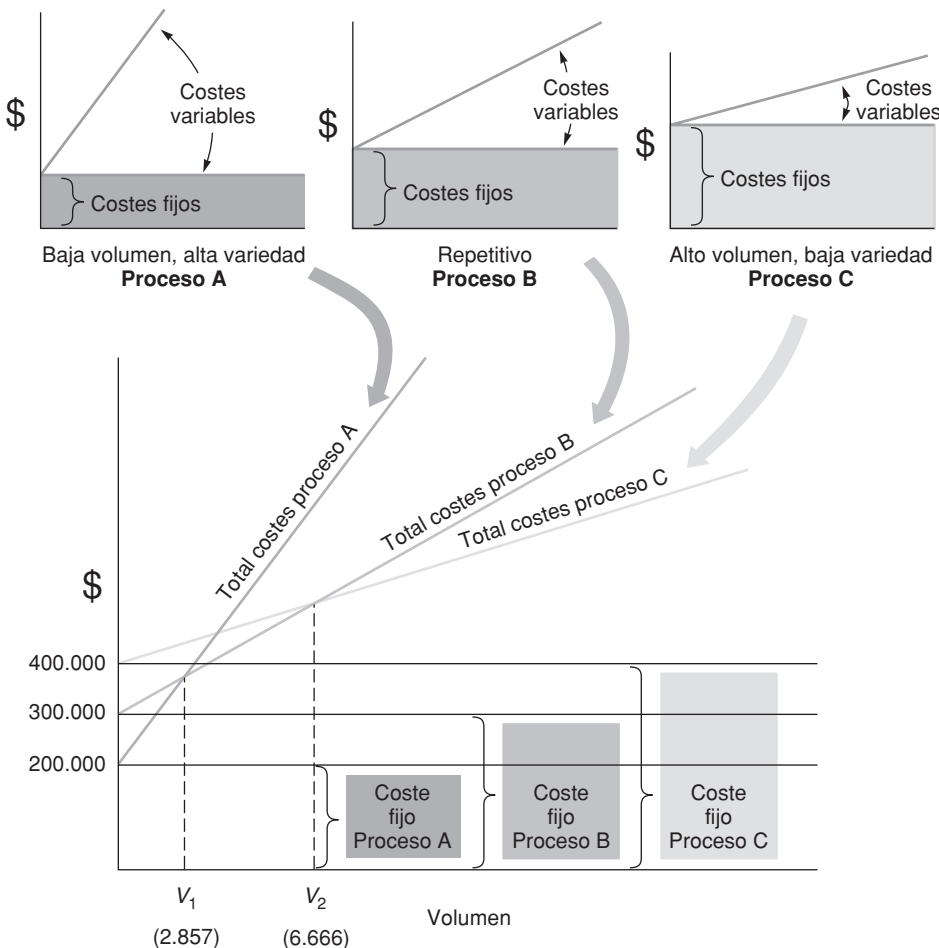 $
Costes
variables
Costes fijos
Baja volumen, alta variedad
Proceso A
$
Costes
variables
Costes fijos
Repetitivo
Proceso B
$
Costes
variables
Costes fijos
Alto volumen, baja variedad
Proceso C
Total costes proceso A
Total costes proceso B
Total costes proceso C
$
400.000
300.000
200.000
Coste
fijo
Proceso A
Coste
fijo
Proceso B
Coste
fijo
Proceso C
V1
(2.857)
V2
(6.666)
Volumen